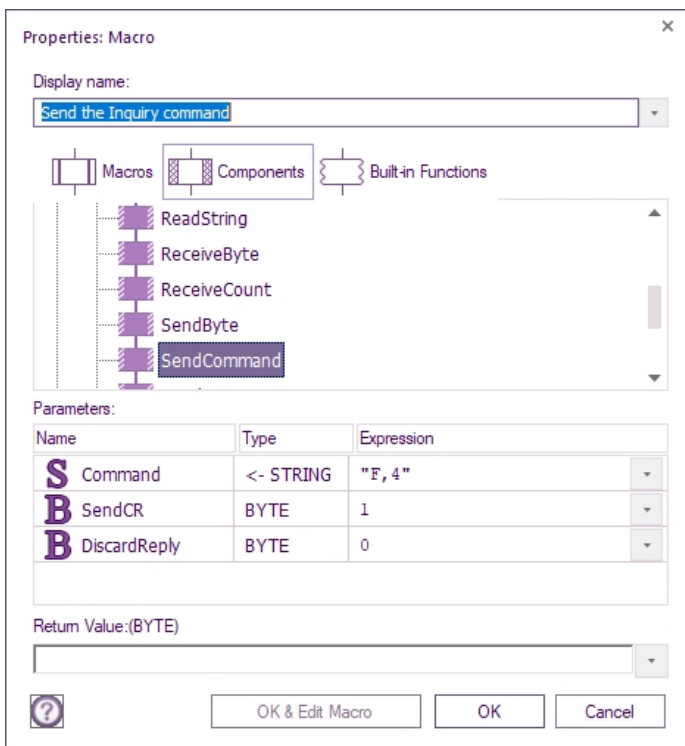 Properties: Macro
Display name:
Send the Inquiry command
Macros Components Built-in Functions
ReadString
ReceiveByte
ReceiveCount
SendByte
SendCommand
Parameters:
Name Type Expression
S Command <- STRING "F,4"
B SendCR BYTE 1
B DiscardReply BYTE 0
Return Value:(BYTE)
? OK & Edit Macro OK Cancel